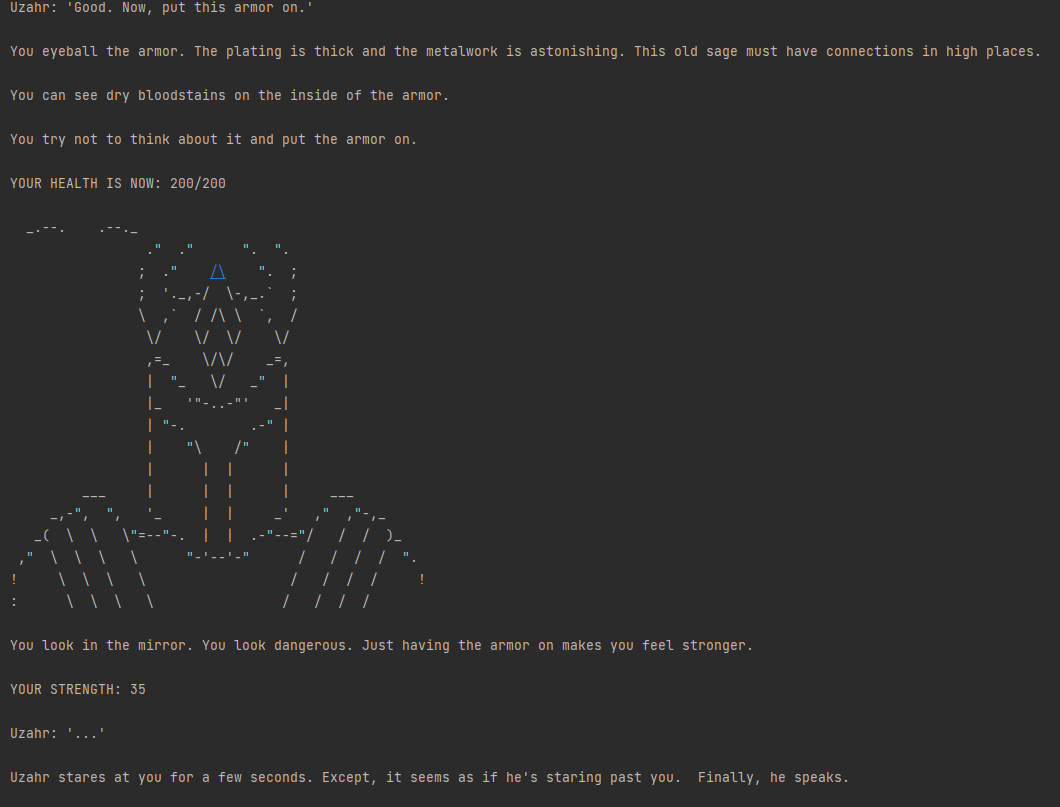 Uzahr: 'Good. Now, put this armor on.'
You eyeball the armor. The plating is thick and the metalwork is astonishing. This old sage must have connections in high places.
You can see dry bloodstains on the inside of the armor.
You try not to think about it and put the armor on.
YOUR HEALTH IS NOW: 200/200
You look in the mirror. You look dangerous. Just having the armor on makes you feel stronger.
YOUR STRENGTH: 35
Uzahr: '...'
Uzahr stares at you for a few seconds. Except, it seems as if he's staring past you.  Finally, he speaks.